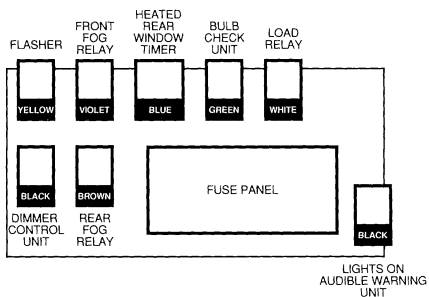 FLASHER
FRONT
FOG
RELAY
HEATED
REAR
WINDOW
TIMER
BULB
CHECK
UNIT
LOAD
RELAY
YELLOW
VIOLET
BLUE
GREEN
WHITE
BLACK
BROWN
FUSE PANEL
DIMMER
CONTROL
UNIT
REAR
FOG
RELAY
BLACK
LIGHTS ON
AUDIBLE WARNING
UNIT